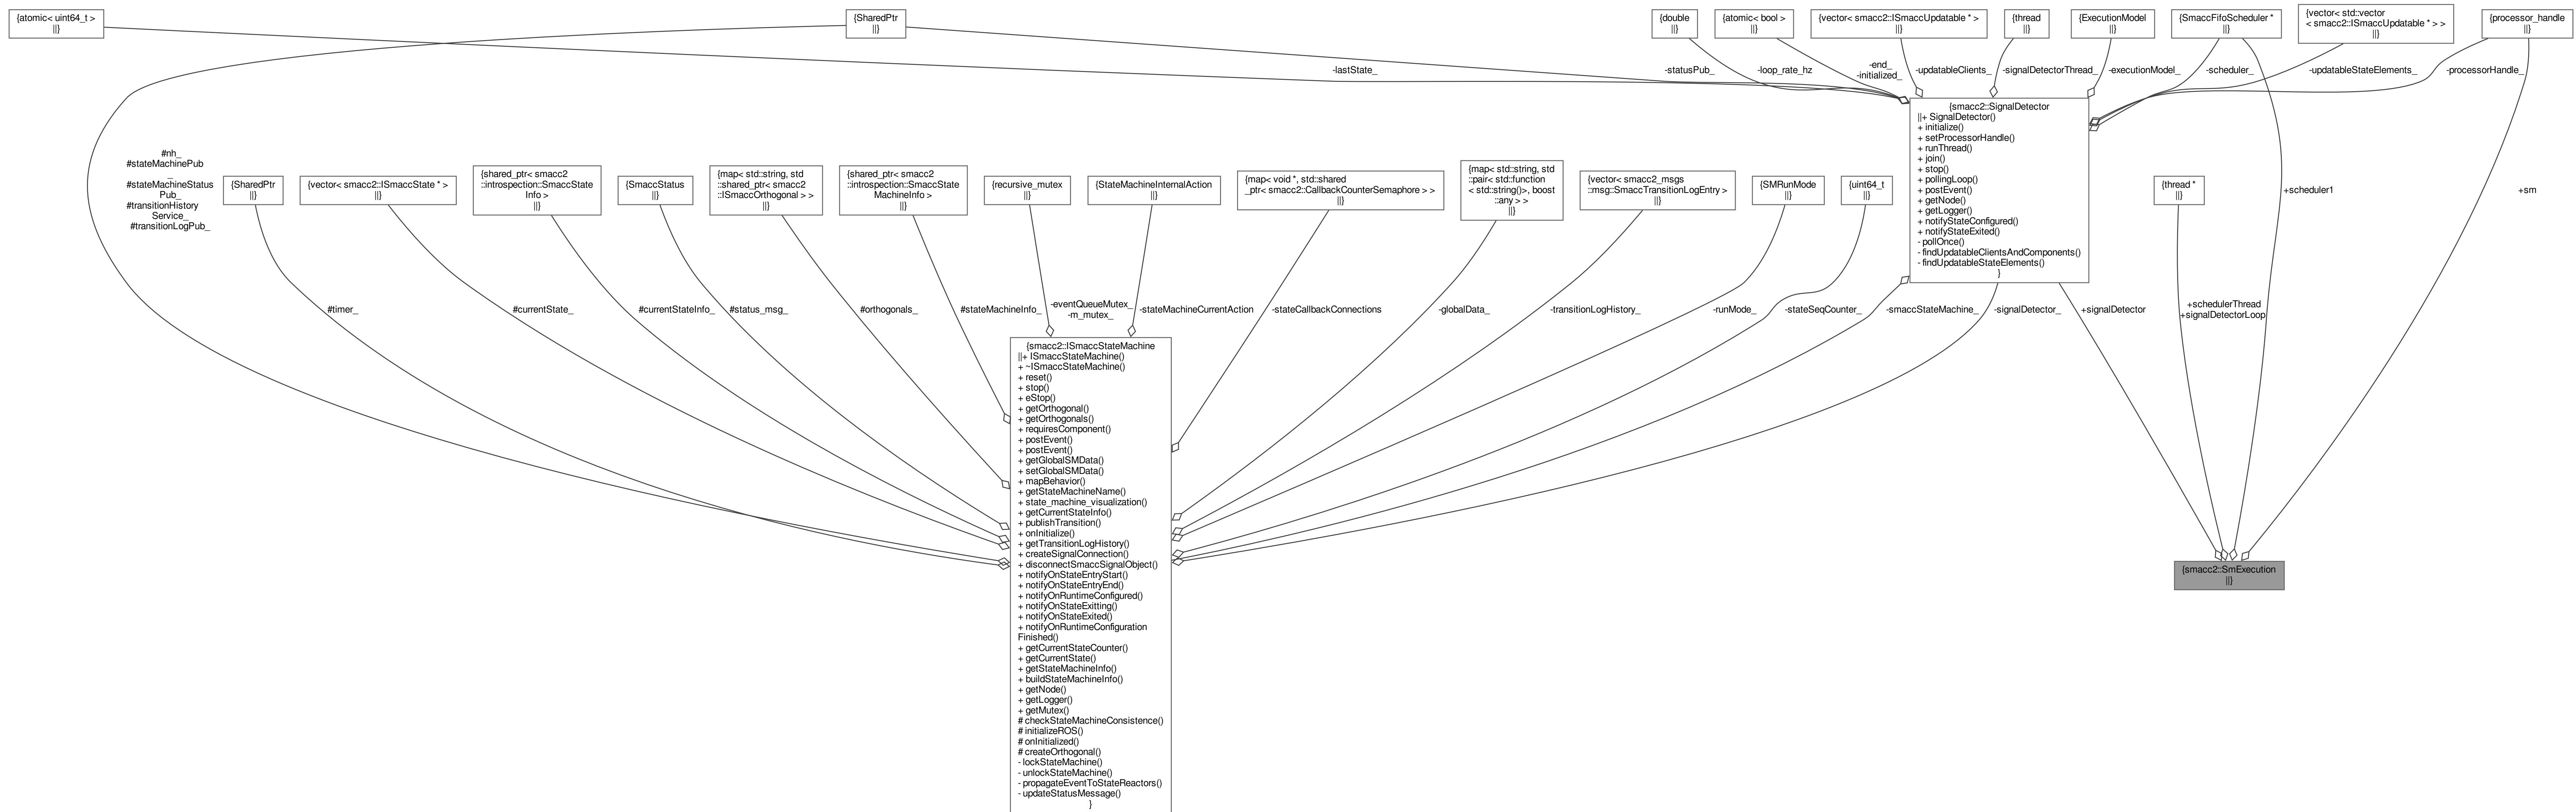 {atomic< uint64_t >
||}
{SharedPtr
||}
{double
||}
{atomic< bool >
||}
{vector< smacc2::ISmaccUpdatable * >
||}
{thread
||}
{ExecutionModel
||}
{SmaccFifoScheduler *
||}
{vector< std::vector
< smacc2::ISmaccUpdatable * > >
||}
{processor_handle
||}
-lastState_
-statusPub_
-loop_rate_hz
-end_
-initialized_
-updatableClients_
-signalDetectorThread_
-executionModel_
-scheduler_
-updatableStateElements_
-processorHandle_
{smacc2::SignalDetector
||+ SignalDetector()
+ initialize()
+ setProcessorHandle()
+ runThread()
+ join()
+ stop()
+ pollingLoop()
+ postEvent()
+ getNode()
+ getLogger()
+ notifyStateConfigured()
+ notifyStateExited()
- pollOnce()
- findUpdatableClientsAndComponents()
- findUpdatableStateElements()
}
#nh_
#stateMachinePub
_
#stateMachineStatus
Pub_
#transitionHistory
Service_
#transitionLogPub_
{SharedPtr
||}
{vector< smacc2::ISmaccState * >
||}
{shared_ptr< smacc2
::introspection::SmaccState
Info >
||}
{SmaccStatus
||}
{map< std::string, std
::shared_ptr< smacc2
::ISmaccOrthogonal > >
||}
{shared_ptr< smacc2
::introspection::SmaccState
MachineInfo >
||}
{recursive_mutex
||}
{StateMachineInternalAction
||}
{map< void *, std::shared
_ptr< smacc2::CallbackCounterSemaphore > >
||}
{map< std::string, std
::pair< std::function
< std::string()>, boost
::any > >
||}
{vector< smacc2_msgs
::msg::SmaccTransitionLogEntry >
||}
{SMRunMode
||}
{uint64_t
||}
{thread *
||}
+scheduler1
+sm
#timer_
#currentState_
#currentStateInfo_
#status_msg_
#orthogonals_
#stateMachineInfo_
-eventQueueMutex_
-m_mutex_
-stateMachineCurrentAction
-stateCallbackConnections
-globalData_
-transitionLogHistory_
-runMode_
-stateSeqCounter_
-smaccStateMachine_
-signalDetector_
+signalDetector
+schedulerThread
+signalDetectorLoop
{smacc2::ISmaccStateMachine
||+ ISmaccStateMachine()
+ ~ISmaccStateMachine()
+ reset()
+ stop()
+ eStop()
+ getOrthogonal()
+ getOrthogonals()
+ requiresComponent()
+ postEvent()
+ postEvent()
+ getGlobalSMData()
+ setGlobalSMData()
+ mapBehavior()
+ getStateMachineName()
+ state_machine_visualization()
+ getCurrentStateInfo()
+ publishTransition()
+ onInitialize()
+ getTransitionLogHistory()
+ createSignalConnection()
+ disconnectSmaccSignalObject()
+ notifyOnStateEntryStart()
+ notifyOnStateEntryEnd()
+ notifyOnRuntimeConfigured()
+ notifyOnStateExitting()
+ notifyOnStateExited()
+ notifyOnRuntimeConfiguration
Finished()
+ getCurrentStateCounter()
+ getCurrentState()
+ getStateMachineInfo()
+ buildStateMachineInfo()
+ getNode()
+ getLogger()
+ getMutex()
# checkStateMachineConsistence()
# initializeROS()
# onInitialized()
# createOrthogonal()
- lockStateMachine()
- unlockStateMachine()
- propagateEventToStateReactors()
- updateStatusMessage()
}
{smacc2::SmExecution
||}